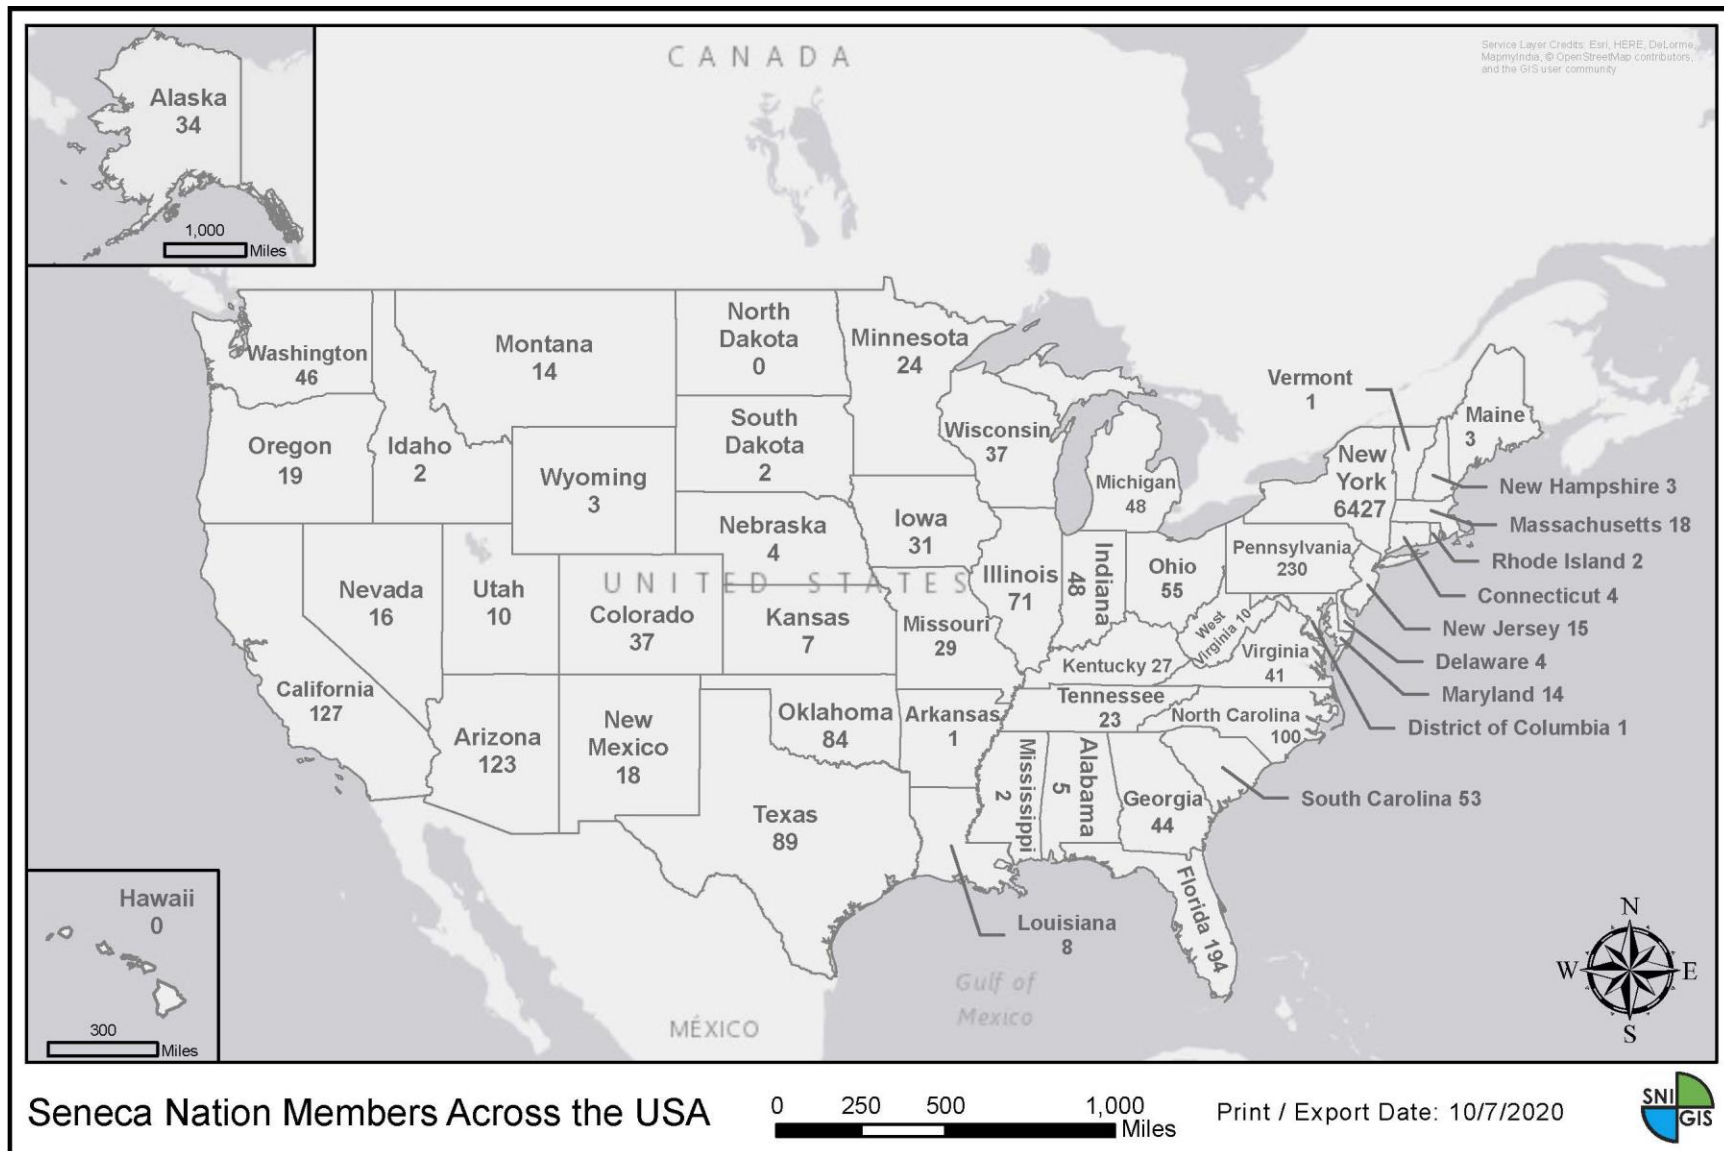 CANADA
Service Layer Credits: Esri, HERE, DeLorme,
MapmyIndia, © OpenStreetMap contributors,
and the GIS user community
Alaska
34
1,000
Miles
Washington
46
Montana
14
North
Dakota
0
Minnesota
24
Vermont
1
Maine
3
Oregon
19
Idaho
2
Wyoming
3
South
Dakota
2
Wisconsin
37
Michigan
48
New
York
6427
New Hampshire 3
Massachusetts 18
Rhode Island 2
Connecticut 4
New Jersey 15
Delaware 4
Maryland 14
District of Columbia 1
Nebraska
4
Iowa
31
UNITED STATES
Nevada
16
Utah
10
Colorado
37
Kansas
7
Missouri
29
Illinois
71
Indiana
48
Ohio
55
Pennsylvania
230
West
Virginia 10
Virginia
41
Kentucky 27
California
127
Arizona
123
New
Mexico
18
Oklahoma
84
Arkansas
1
Tennessee
23
North Carolina
100
South Carolina 53
Texas
89
Mississippi
2
Alabama
5
Georgia
44
Florida 194
Louisiana
8
Hawaii
0
300
Miles
MÉXICO
Gulf of
Mexico
N
W E
S
Seneca Nation Members Across the USA
0 250 500 1,000
Miles
Print / Export Date: 10/7/2020
SNI
GIS